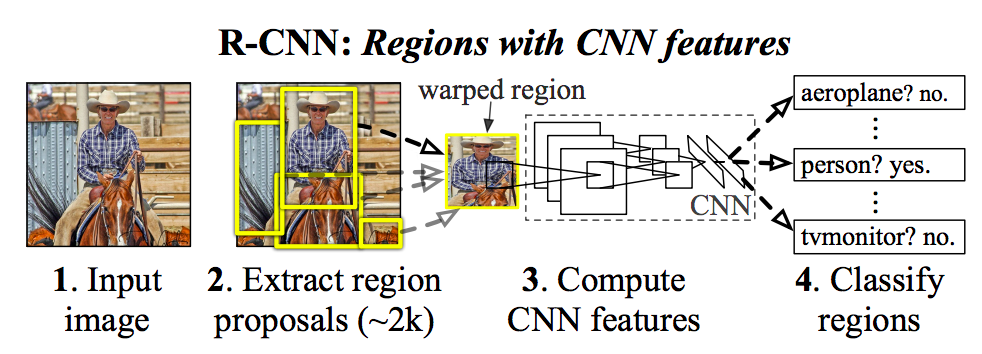 R-CNN: Regions with CNN features
warped region
aeroplane? no.
person? yes.
CNN
tvmonitor? no.
1. Input
image
2. Extract region
proposals (~2k)
3. Compute
CNN features
4. Classify
regions